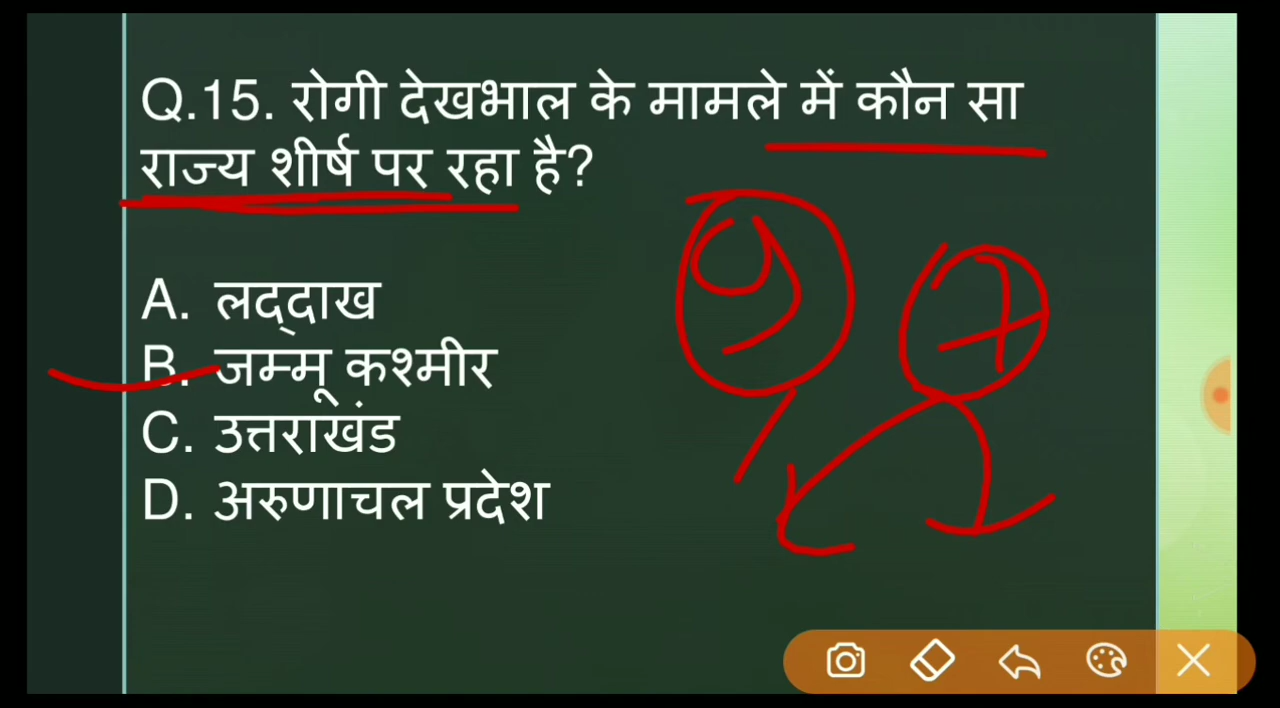 Q.15. रोगी देखभाल के मामले में कौन सा
राज्य शीर्ष पर रहा है?
A. लद्दाख
B. जम्मू कश्मीर
C. उत्तराखंड
D. अरुणाचल प्रदेश